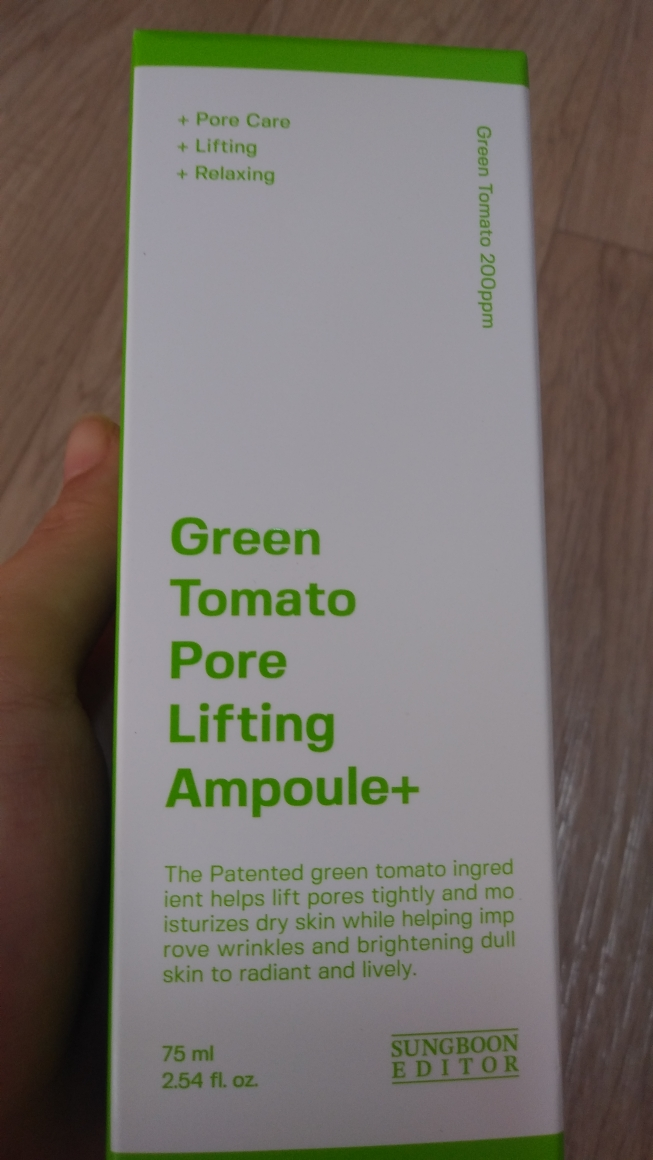 + Pore Care
+ Lifting
+ Relaxing
Green Tomato 200ppm
Green
Tomato
Pore
Lifting
Ampoule+
The Patented green tomato ingred
ient helps lift pores tightly and mo
isturizes dry skin while helping imp
rove wrinkles and brightening dull
skin to radiant and lively.
75 ml
2.54 fl. oz.
SUNGBOON
EDITOR